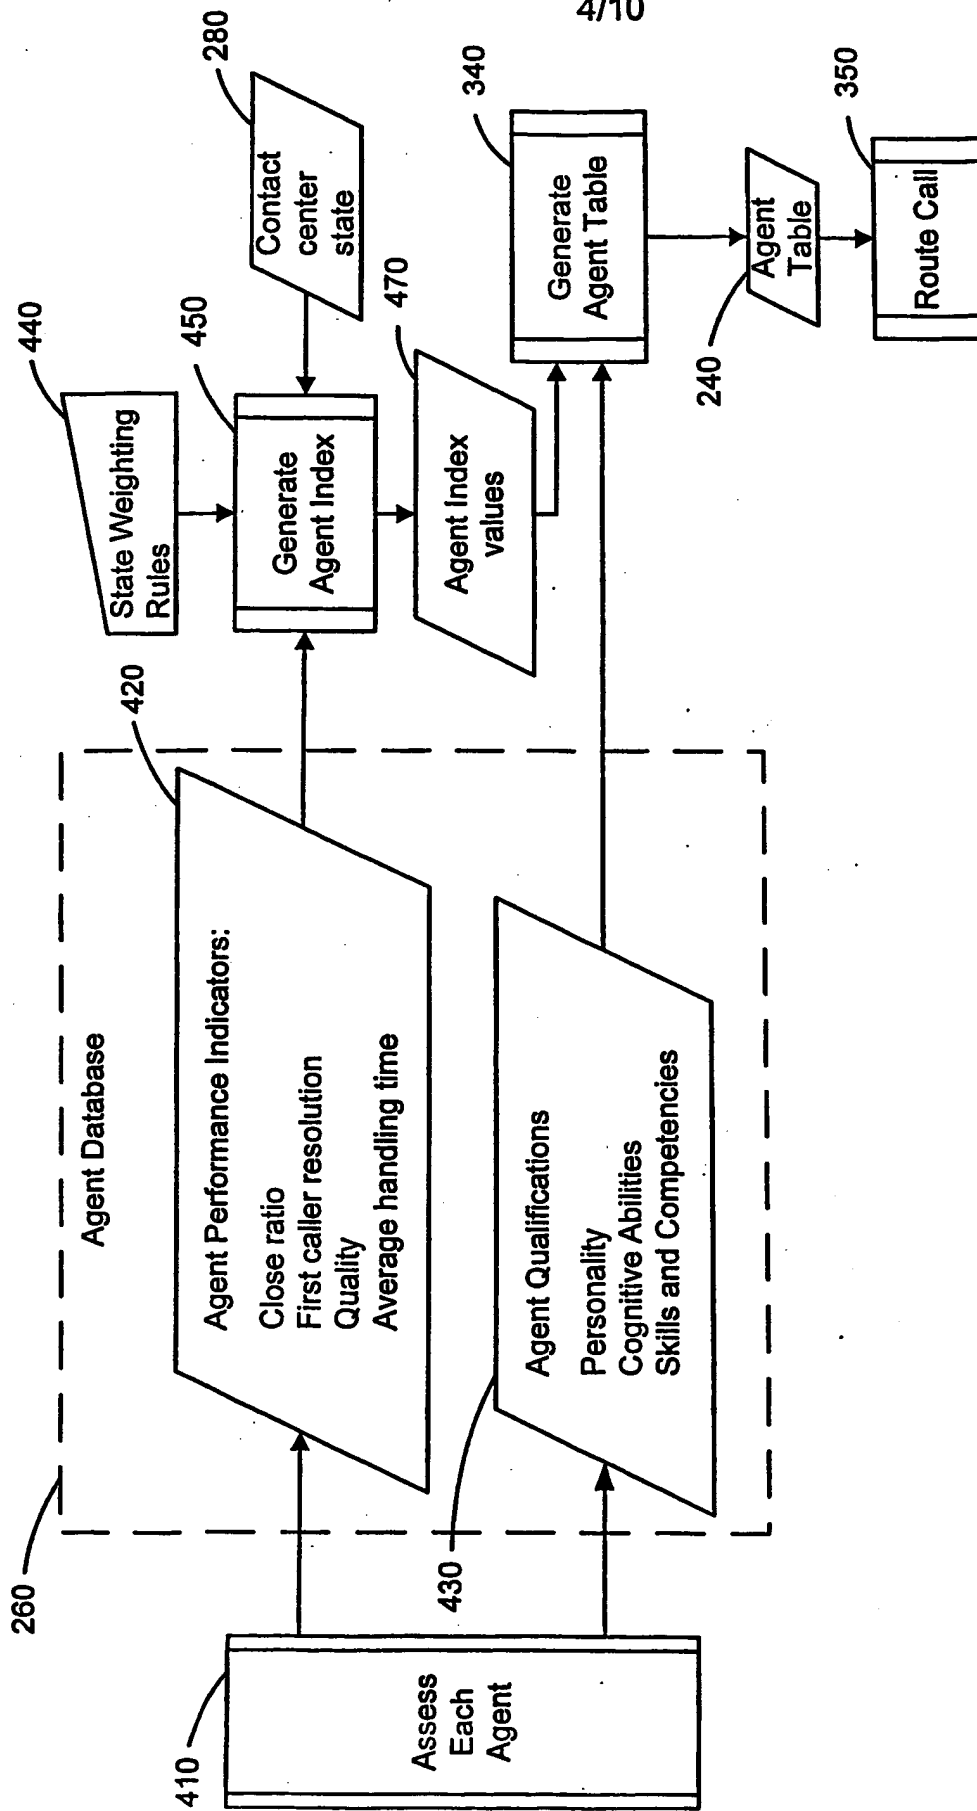 4/10
260
Agent Database
420
Agent Performance Indicators:
Close ratio
First caller resolution
Quality
Average handling time
410
Assess
Each
Agent
430
Agent Qualifications
Personality
Cognitive Abilities
Skills and Competencies
440
State Weighting
Rules
450
Generate
Agent Index
280
Contact
center
state
470
Agent Index
values
340
Generate
Agent Table
240
Agent
Table
350
Route Call